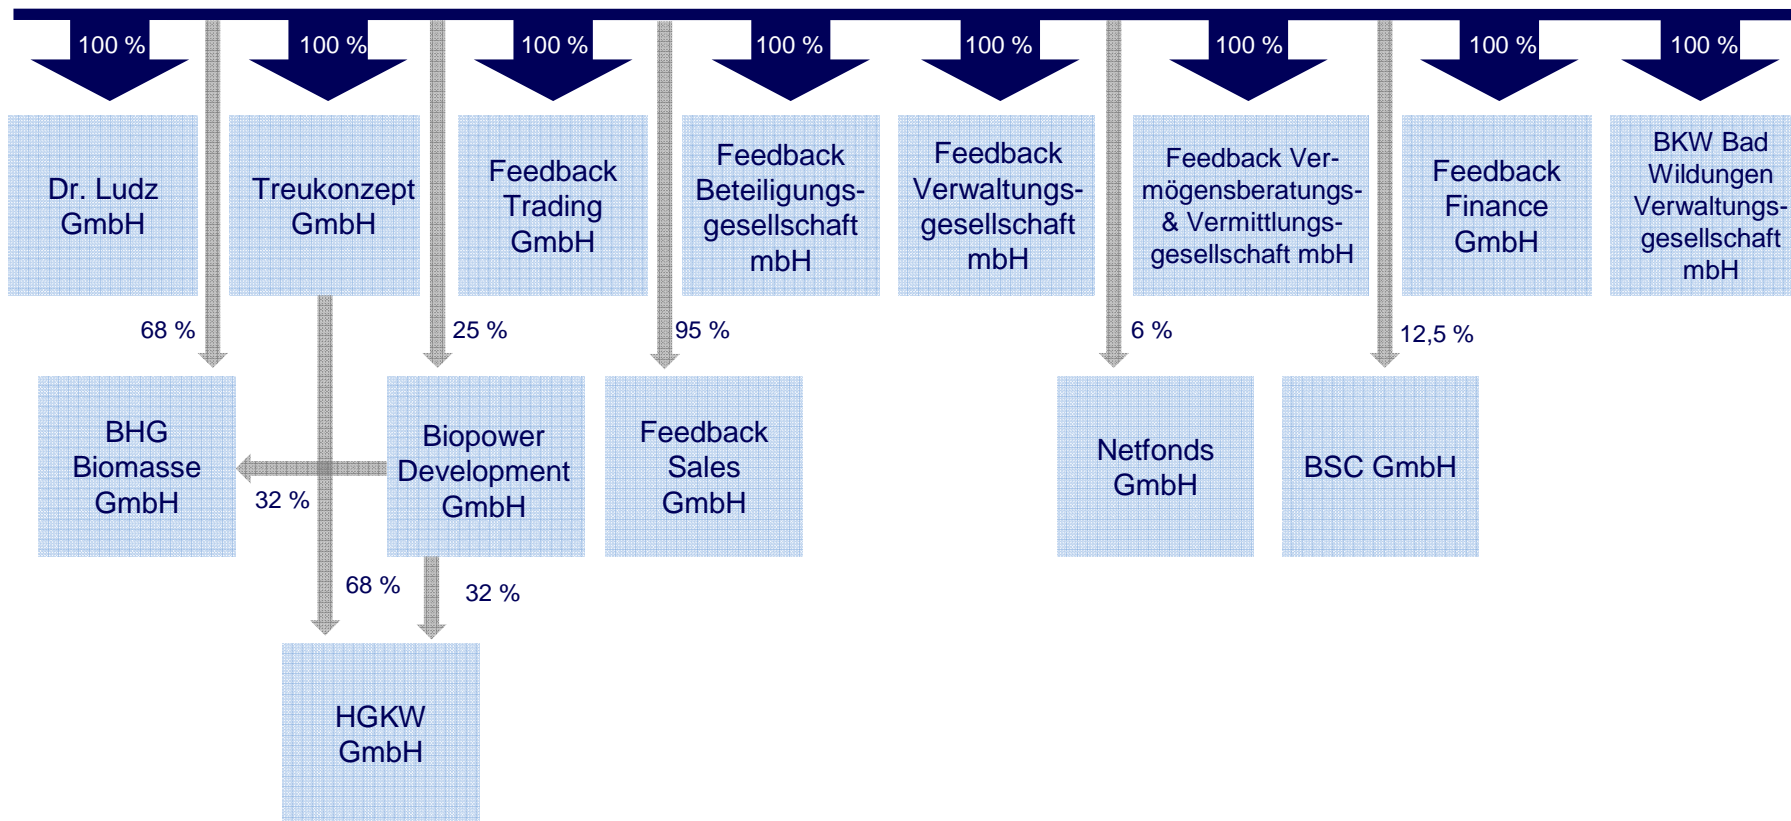 100 %
100 %
100 %
100 %
100 %
100 %
100 %
100 %
Dr. Ludz
GmbH
Treukonzept
GmbH
Feedback
Trading
GmbH
Feedback
Beteiligungs-
gesellschaft
mbH
Feedback
Verwaltungs-
gesellschaft
mbH
Feedback Ver-
mögensberatungs-
& Vermittlungs-
gesellschaft mbH
Feedback
Finance
GmbH
BKW Bad
Wildungen
Verwaltungs-
gesellschaft
mbH
68 %
25 %
95 %
6 %
12,5 %
BHG
Biomasse
GmbH
32 %
Biopower
Development
GmbH
Feedback
Sales
GmbH
Netfonds
GmbH
BSC GmbH
68 %
32 %
HGKW
GmbH